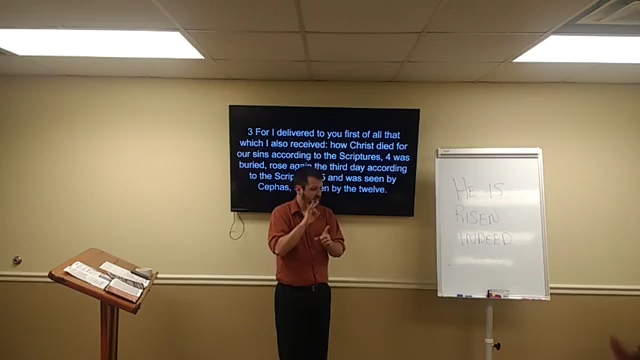 3 For I delivered to you first of all that
which I also received: how Christ died for
our sins according to the Scriptures, 4 was
buried, rose again the third day according
to the 5 and was seen by
Cephas, by the twelve.
HE IS
RISEN
INDEED